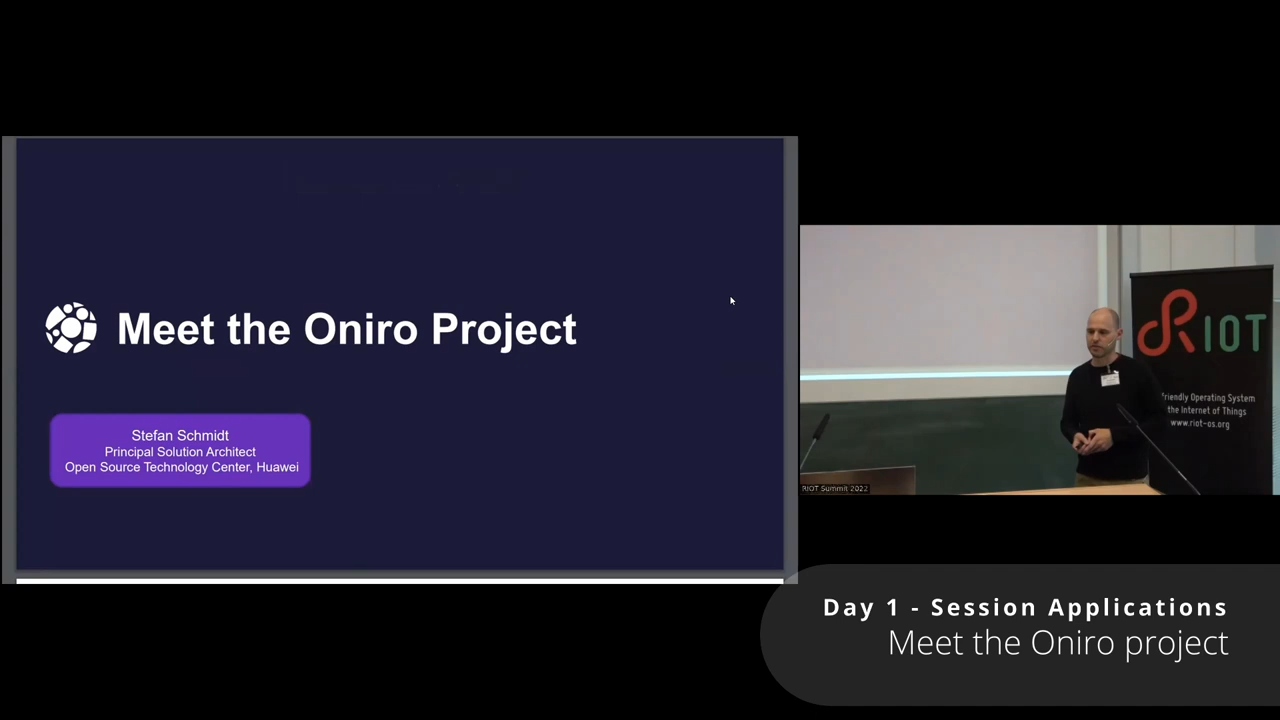 Meet the Oniro Project
Stefan Schmidt
Principal Solution Architect
Open Source Technology Center, Huawei
RIOT
friendly Operating System
the Internet of Things
www.riot-os.org
RIOT Summit 2022
Day 1 - Session Applications
Meet the Oniro project